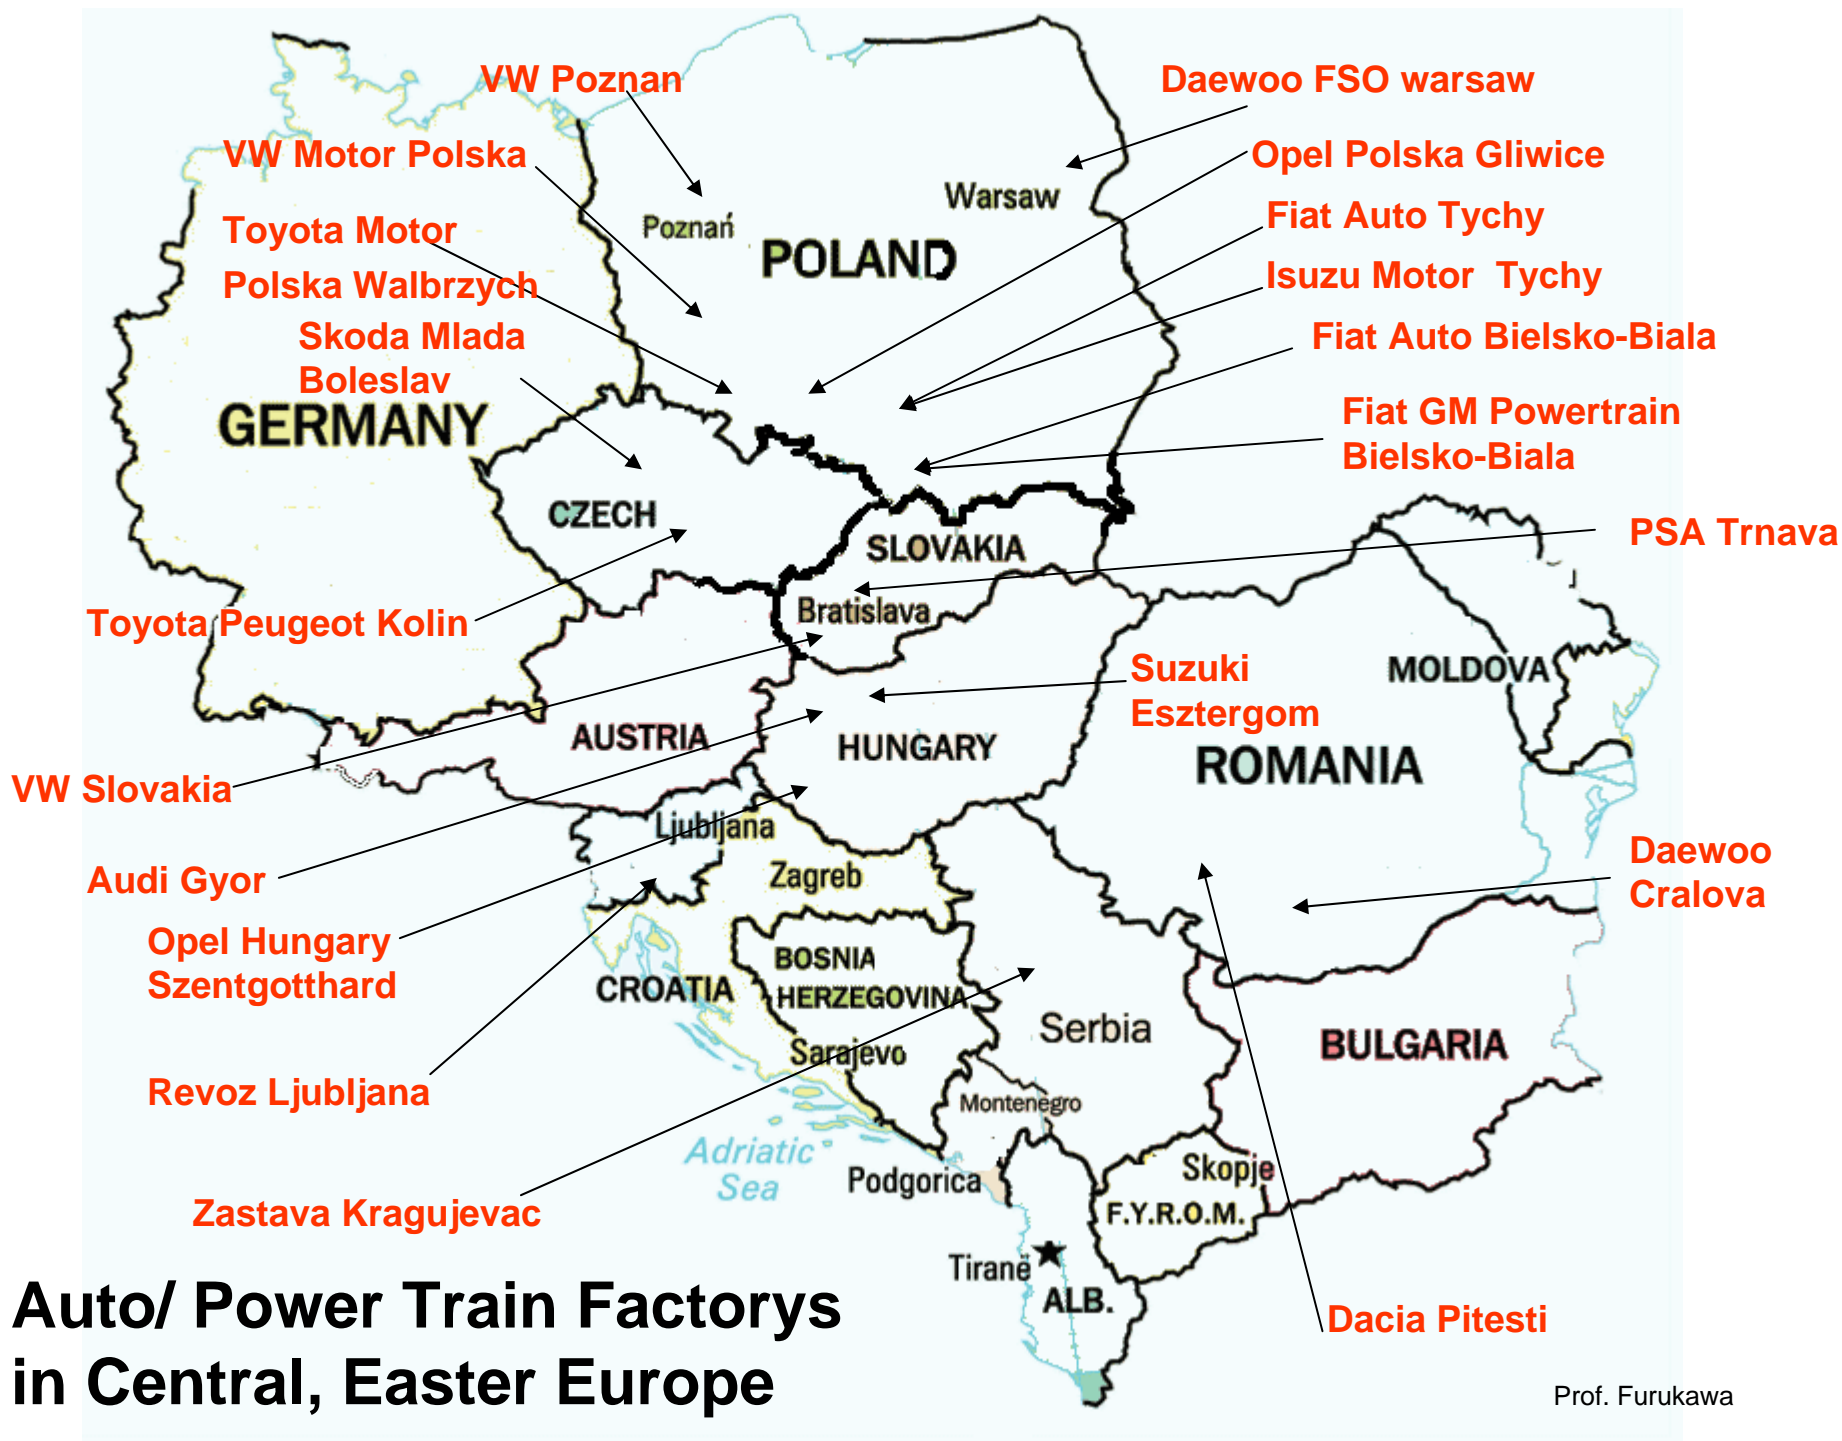 VW Poznan
Daewoo FSO warsaw
VW Motor Polska
Opel Polska Gliwice
Warsaw
Poznań
Fiat Auto Tychy
Toyota Motor
Polska Walbrzych
POLAND
Isuzu Motor  Tychy
Skoda Mlada
Boleslav
Fiat Auto Bielsko-Biala
GERMANY
Fiat GM Powertrain
Bielsko-Biala
CZECH
SLOVAKIA
PSA Trnava
Bratislava
Toyota Peugeot Kolin
Suzuki
Esztergom
MOLDOVA
AUSTRIA
HUNGARY
ROMANIA
VW Slovakia
Ljubljana
Daewoo
Cralova
Zagreb
Audi Gyor
Opel Hungary
Szentgotthard
BOSNIA
HERZEGOVINA
CROATIA
Serbia
BULGARIA
Sarajevo
Revoz Ljubljana
Montenegro
Adriatic
Sea
Podgorica
Skopje
F.Y.R.O.M.
Zastava Kragujevac
Tiranë
ALB.
Dacia Pitesti
Auto/ Power Train Factorys
in Central, Easter Europe
Prof. Furukawa